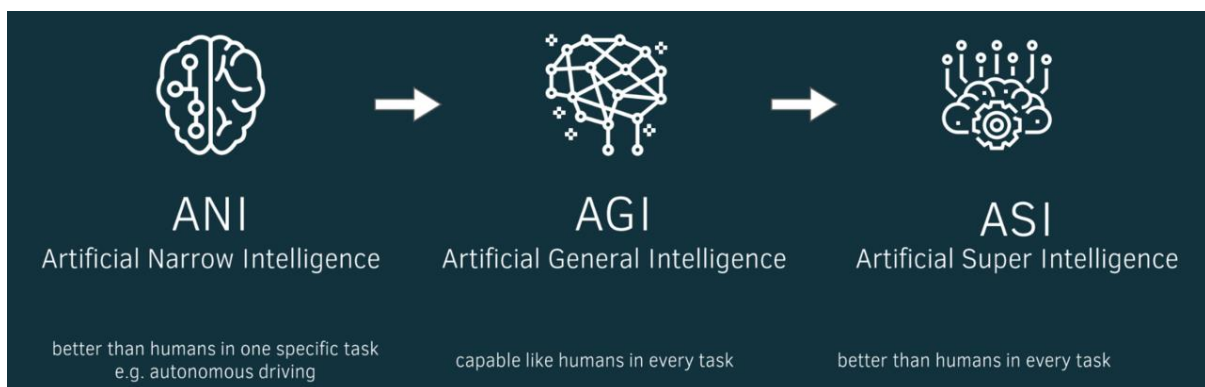 ANI
Artificial Narrow Intelligence
better than humans in one specific task
e.g. autonomous driving
AGI
Artificial General Intelligence
capable like humans in every task
ASI
Artificial Super Intelligence
better than humans in every task